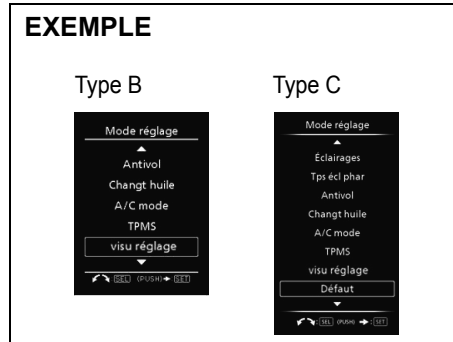 EXEMPLE
Type B
Mode réglage
Antivol
Changt huile
A/C mode
TPMS
visu réglage
SEL (PUSH) SET
Type C
Mode réglage
Éclairages
Tps écl phar
Antivol
Changt huile
A/C mode
TPMS
visu réglage
Défaut
:SEL (PUSH) :SET